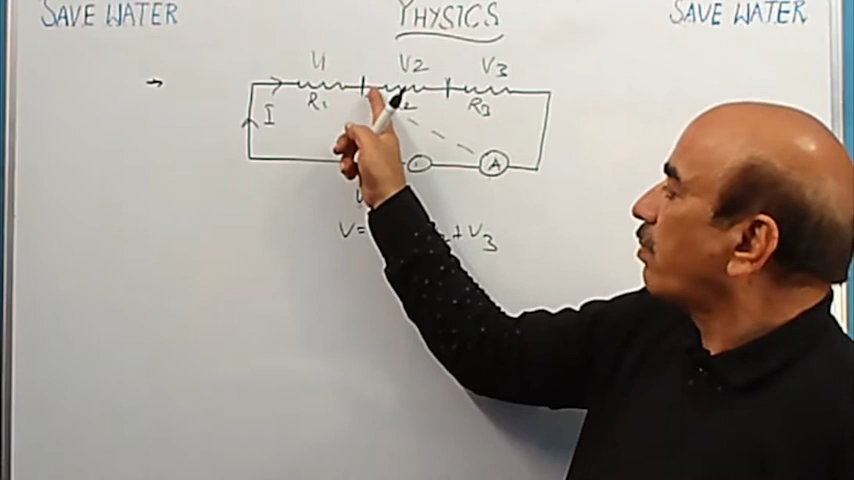 SAVE WATER PHYSICS SAVE WATER
V1 V2 V3
R1 R3
I
A
V= + V3